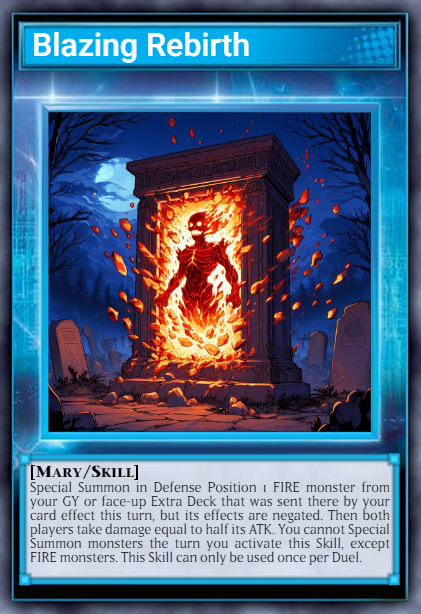 Blazing Rebirth
[Mary/Skill]
Special Summon in Defense Position 1 FIRE monster from
your GY or face-up Extra Deck that was sent there by your
card effect this turn, but its effects are negated. Then both
players take damage equal to half its ATK. You cannot Special
Summon monsters the turn you activate this Skill, except
FIRE monsters. This Skill can only be used once per Duel.